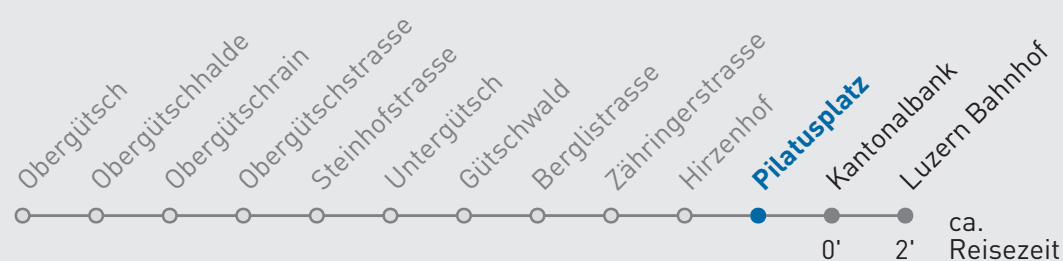 Obergütsch
Obergütschhalde
Obergütschrain
Obergütschstrasse
Steinhofstrasse
Untergütsch
Gütschwald
Berglistrasse
Zähringerstrasse
Hirzenhof
Pilatusplatz
Kantonalbank
Luzern Bahnhof
ca.
0' 2' Reisezeit